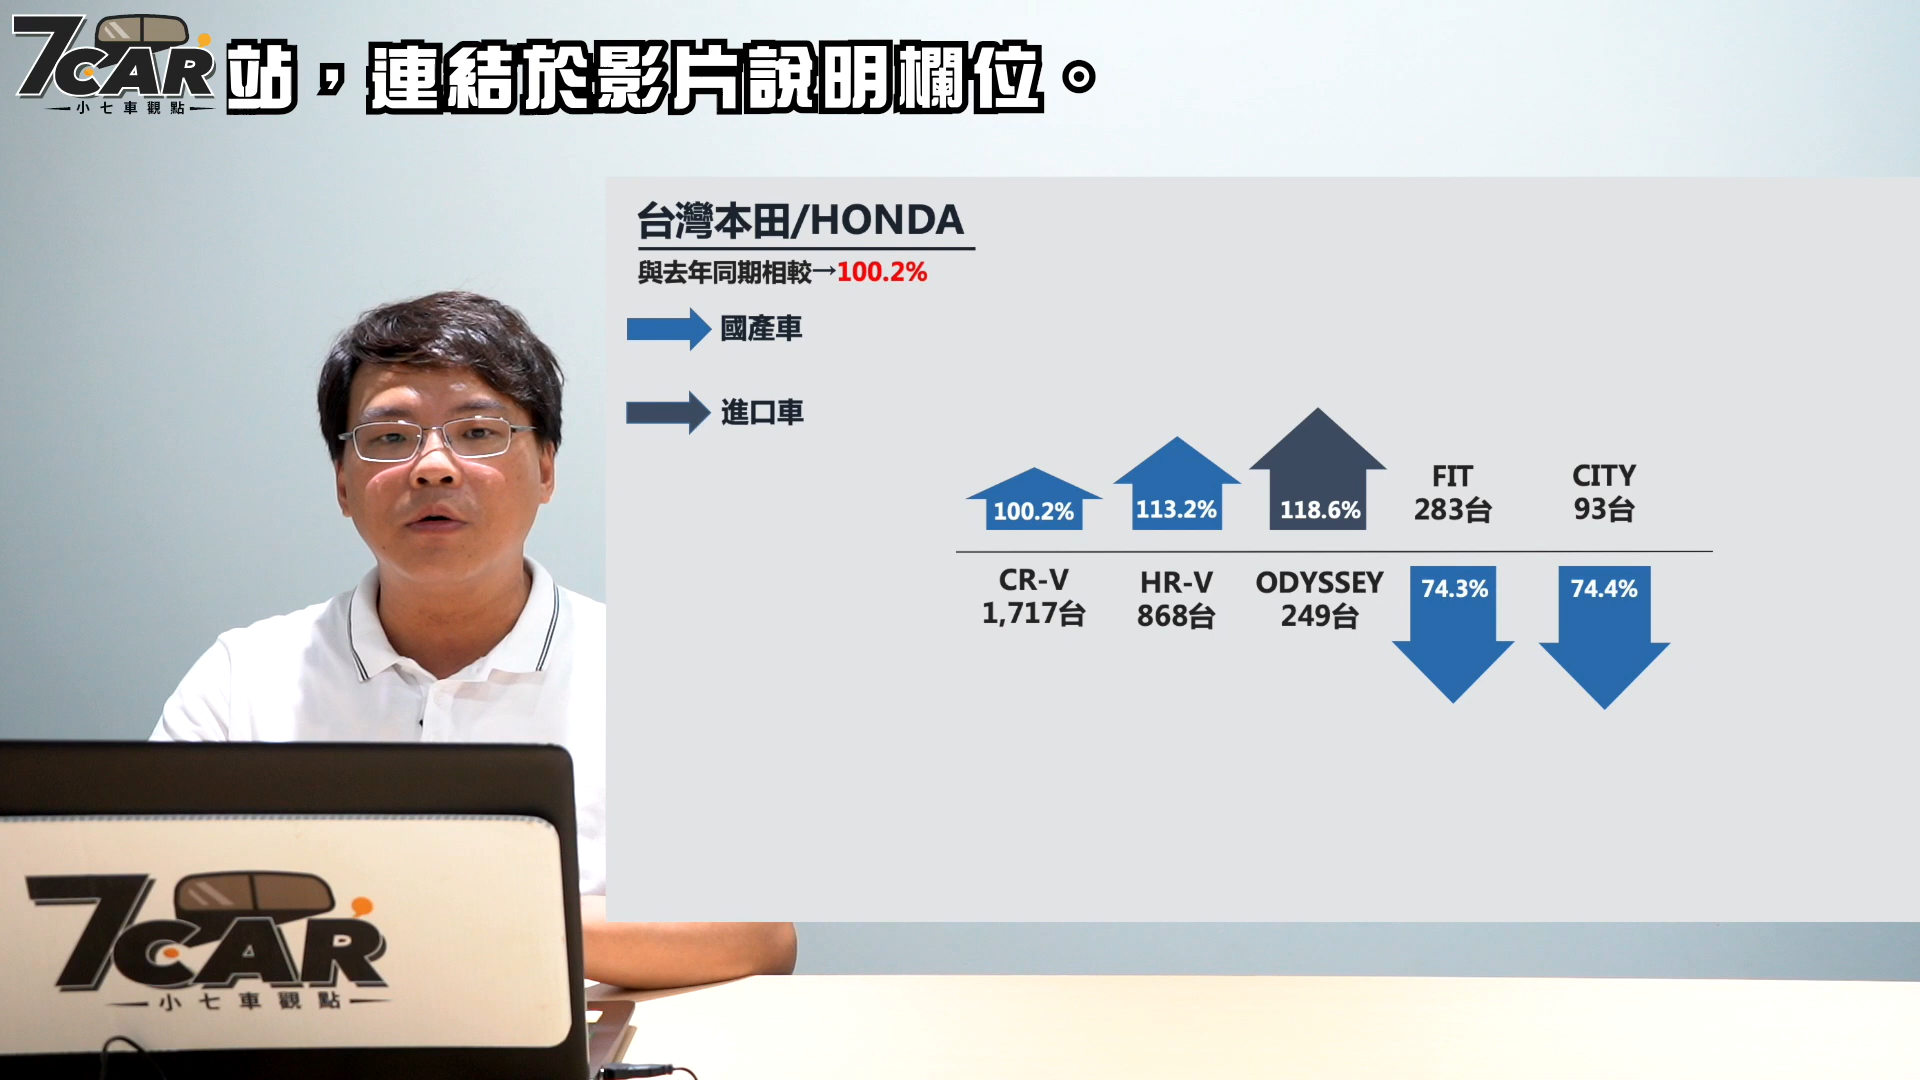 7CAR
小七車觀點
站，連結於影片說明欄位。
台灣本田/HONDA
與去年同期相較→100.2%
國產車
進口車
100.2%
113.2%
118.6%
FIT
283台
CITY
93台
CR-V
1,717台
HR-V
868台
ODYSSEY
249台
74.3%
74.4%
7CAR
小七車觀點